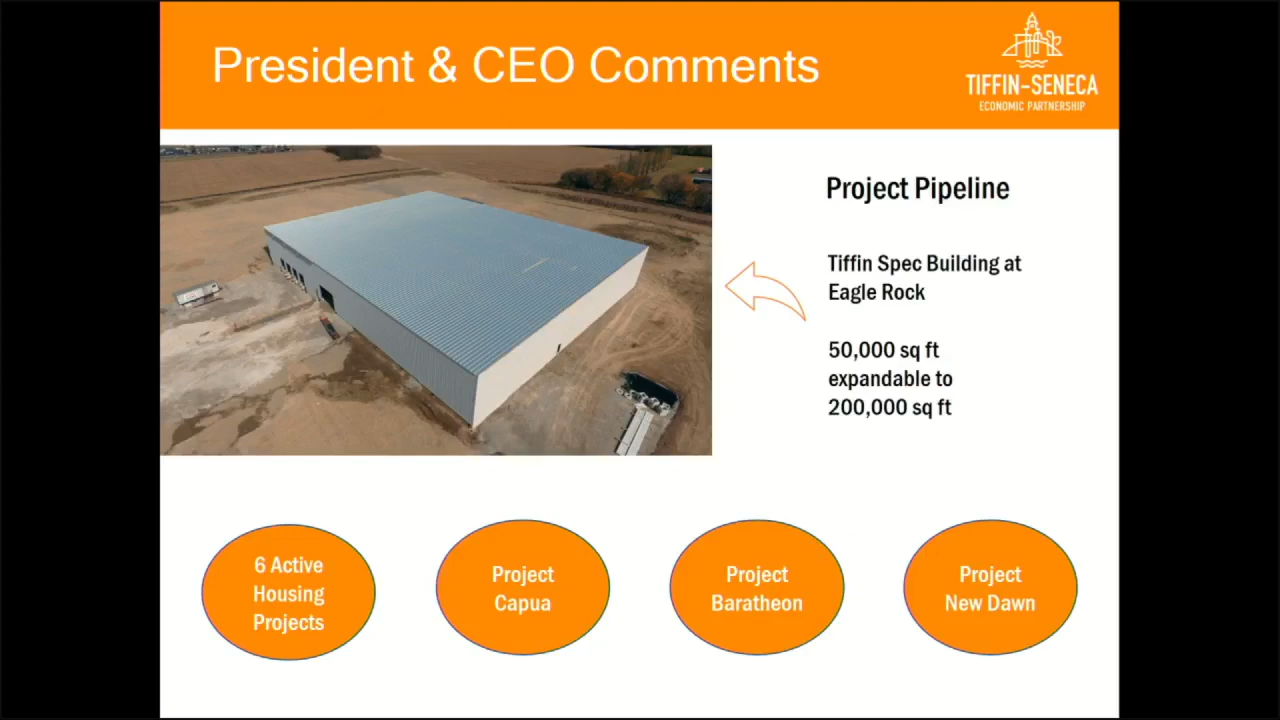 President & CEO Comments
TIFFIN-SENECA
ECONOMIC PARTNERSHIP
Project Pipeline
Tiffin Spec Building at
Eagle Rock
50,000 sq ft
expandable to
200,000 sq ft
6 Active
Housing
Projects
Project
Capua
Project
Baratheon
Project
New Dawn